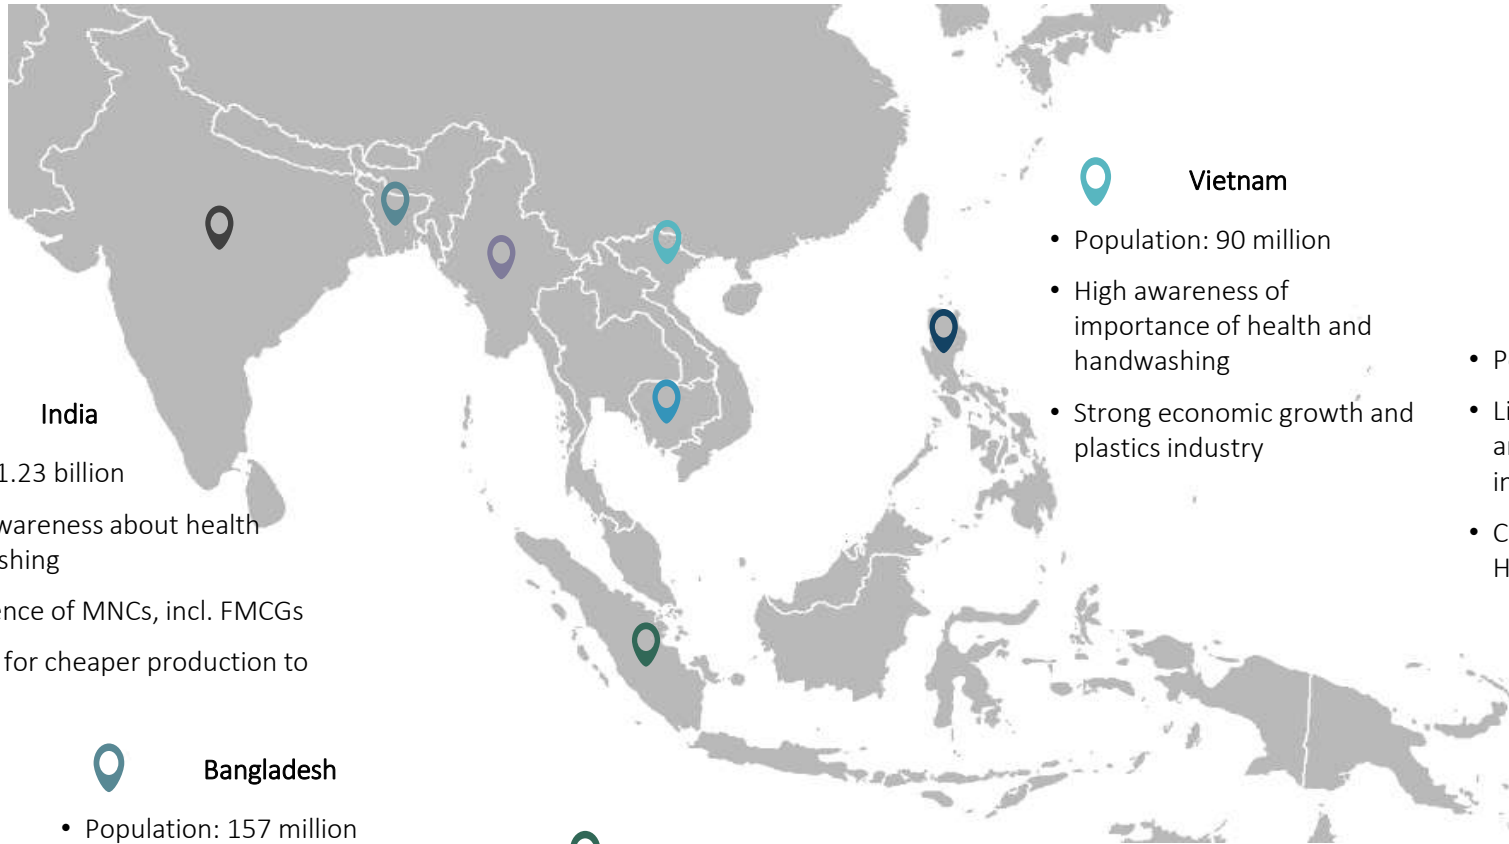 Vietnam
• Population: 90 million
• High awareness of
importance of health and
handwashing
• Strong economic growth and
plastics industry
India
1.23 billion
wareness about health
shing
ence of MNCs, incl. FMCGs
for cheaper production to
Bangladesh
• Population: 157 million
• P
• Li
a
in
• C
H